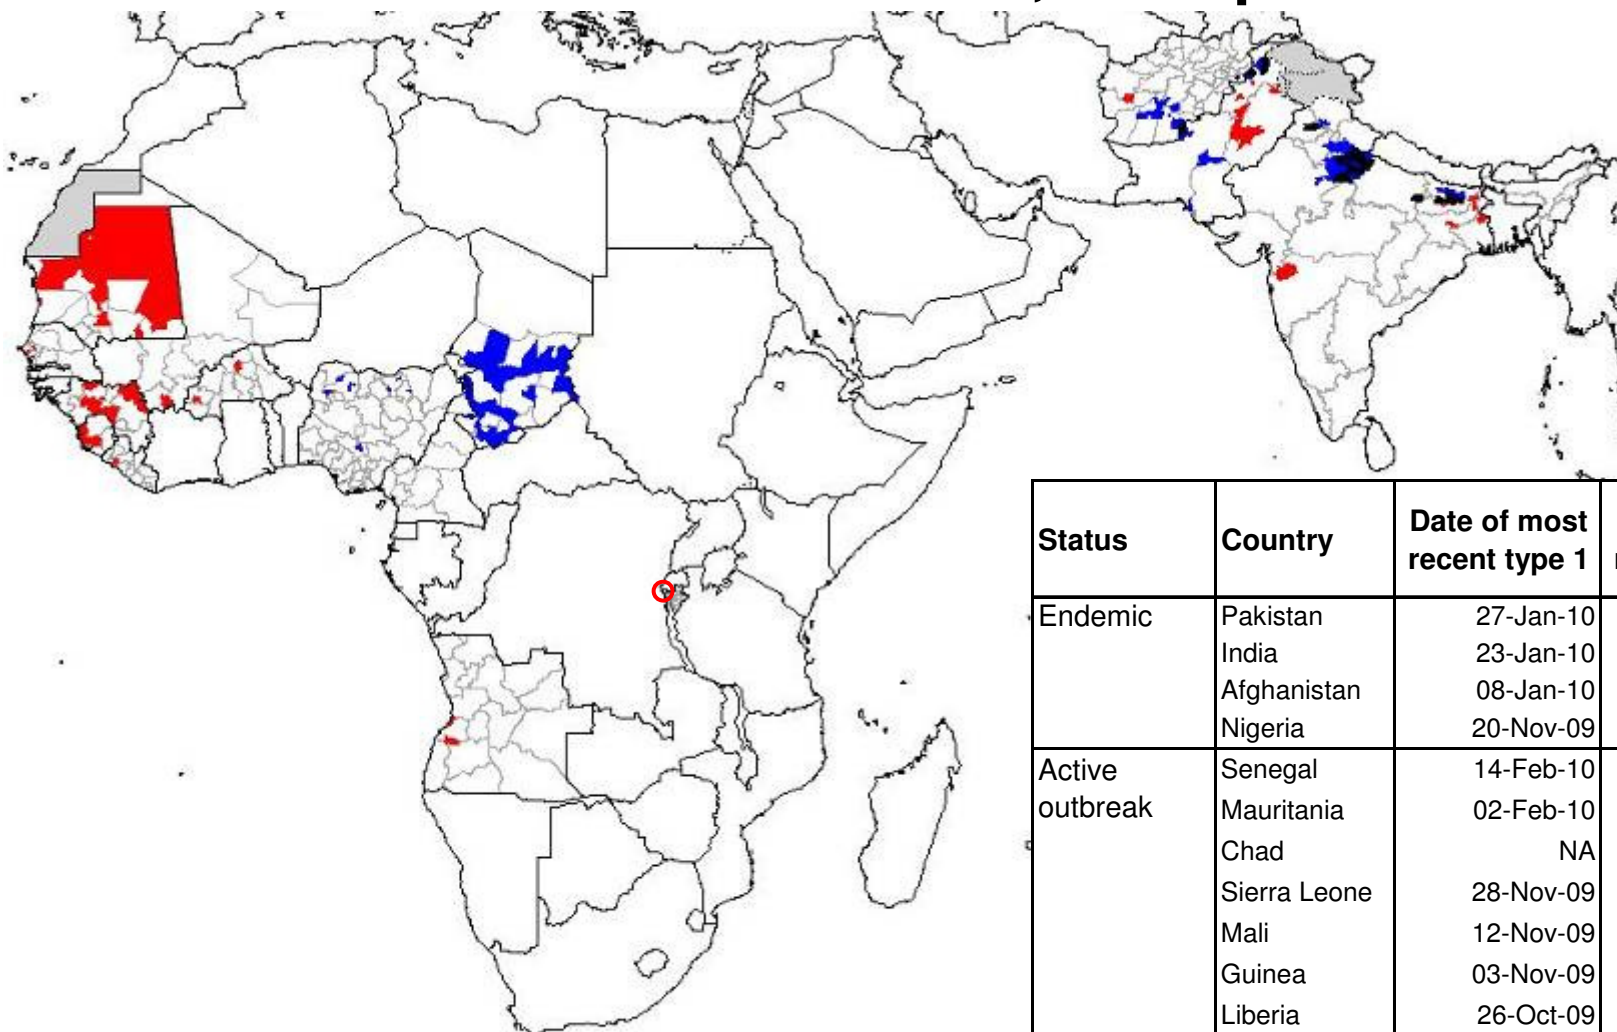 Status
Country
Date of most
recent type 1
Endemic
Pakistan
27-Jan-10
India
23-Jan-10
Afghanistan
08-Jan-10
Nigeria
20-Nov-09
Active
outbreak
Senegal
14-Feb-10
Mauritania
02-Feb-10
Chad
NA
Sierra Leone
28-Nov-09
Mali
12-Nov-09
Guinea
03-Nov-09
Liberia
26-Oct-09